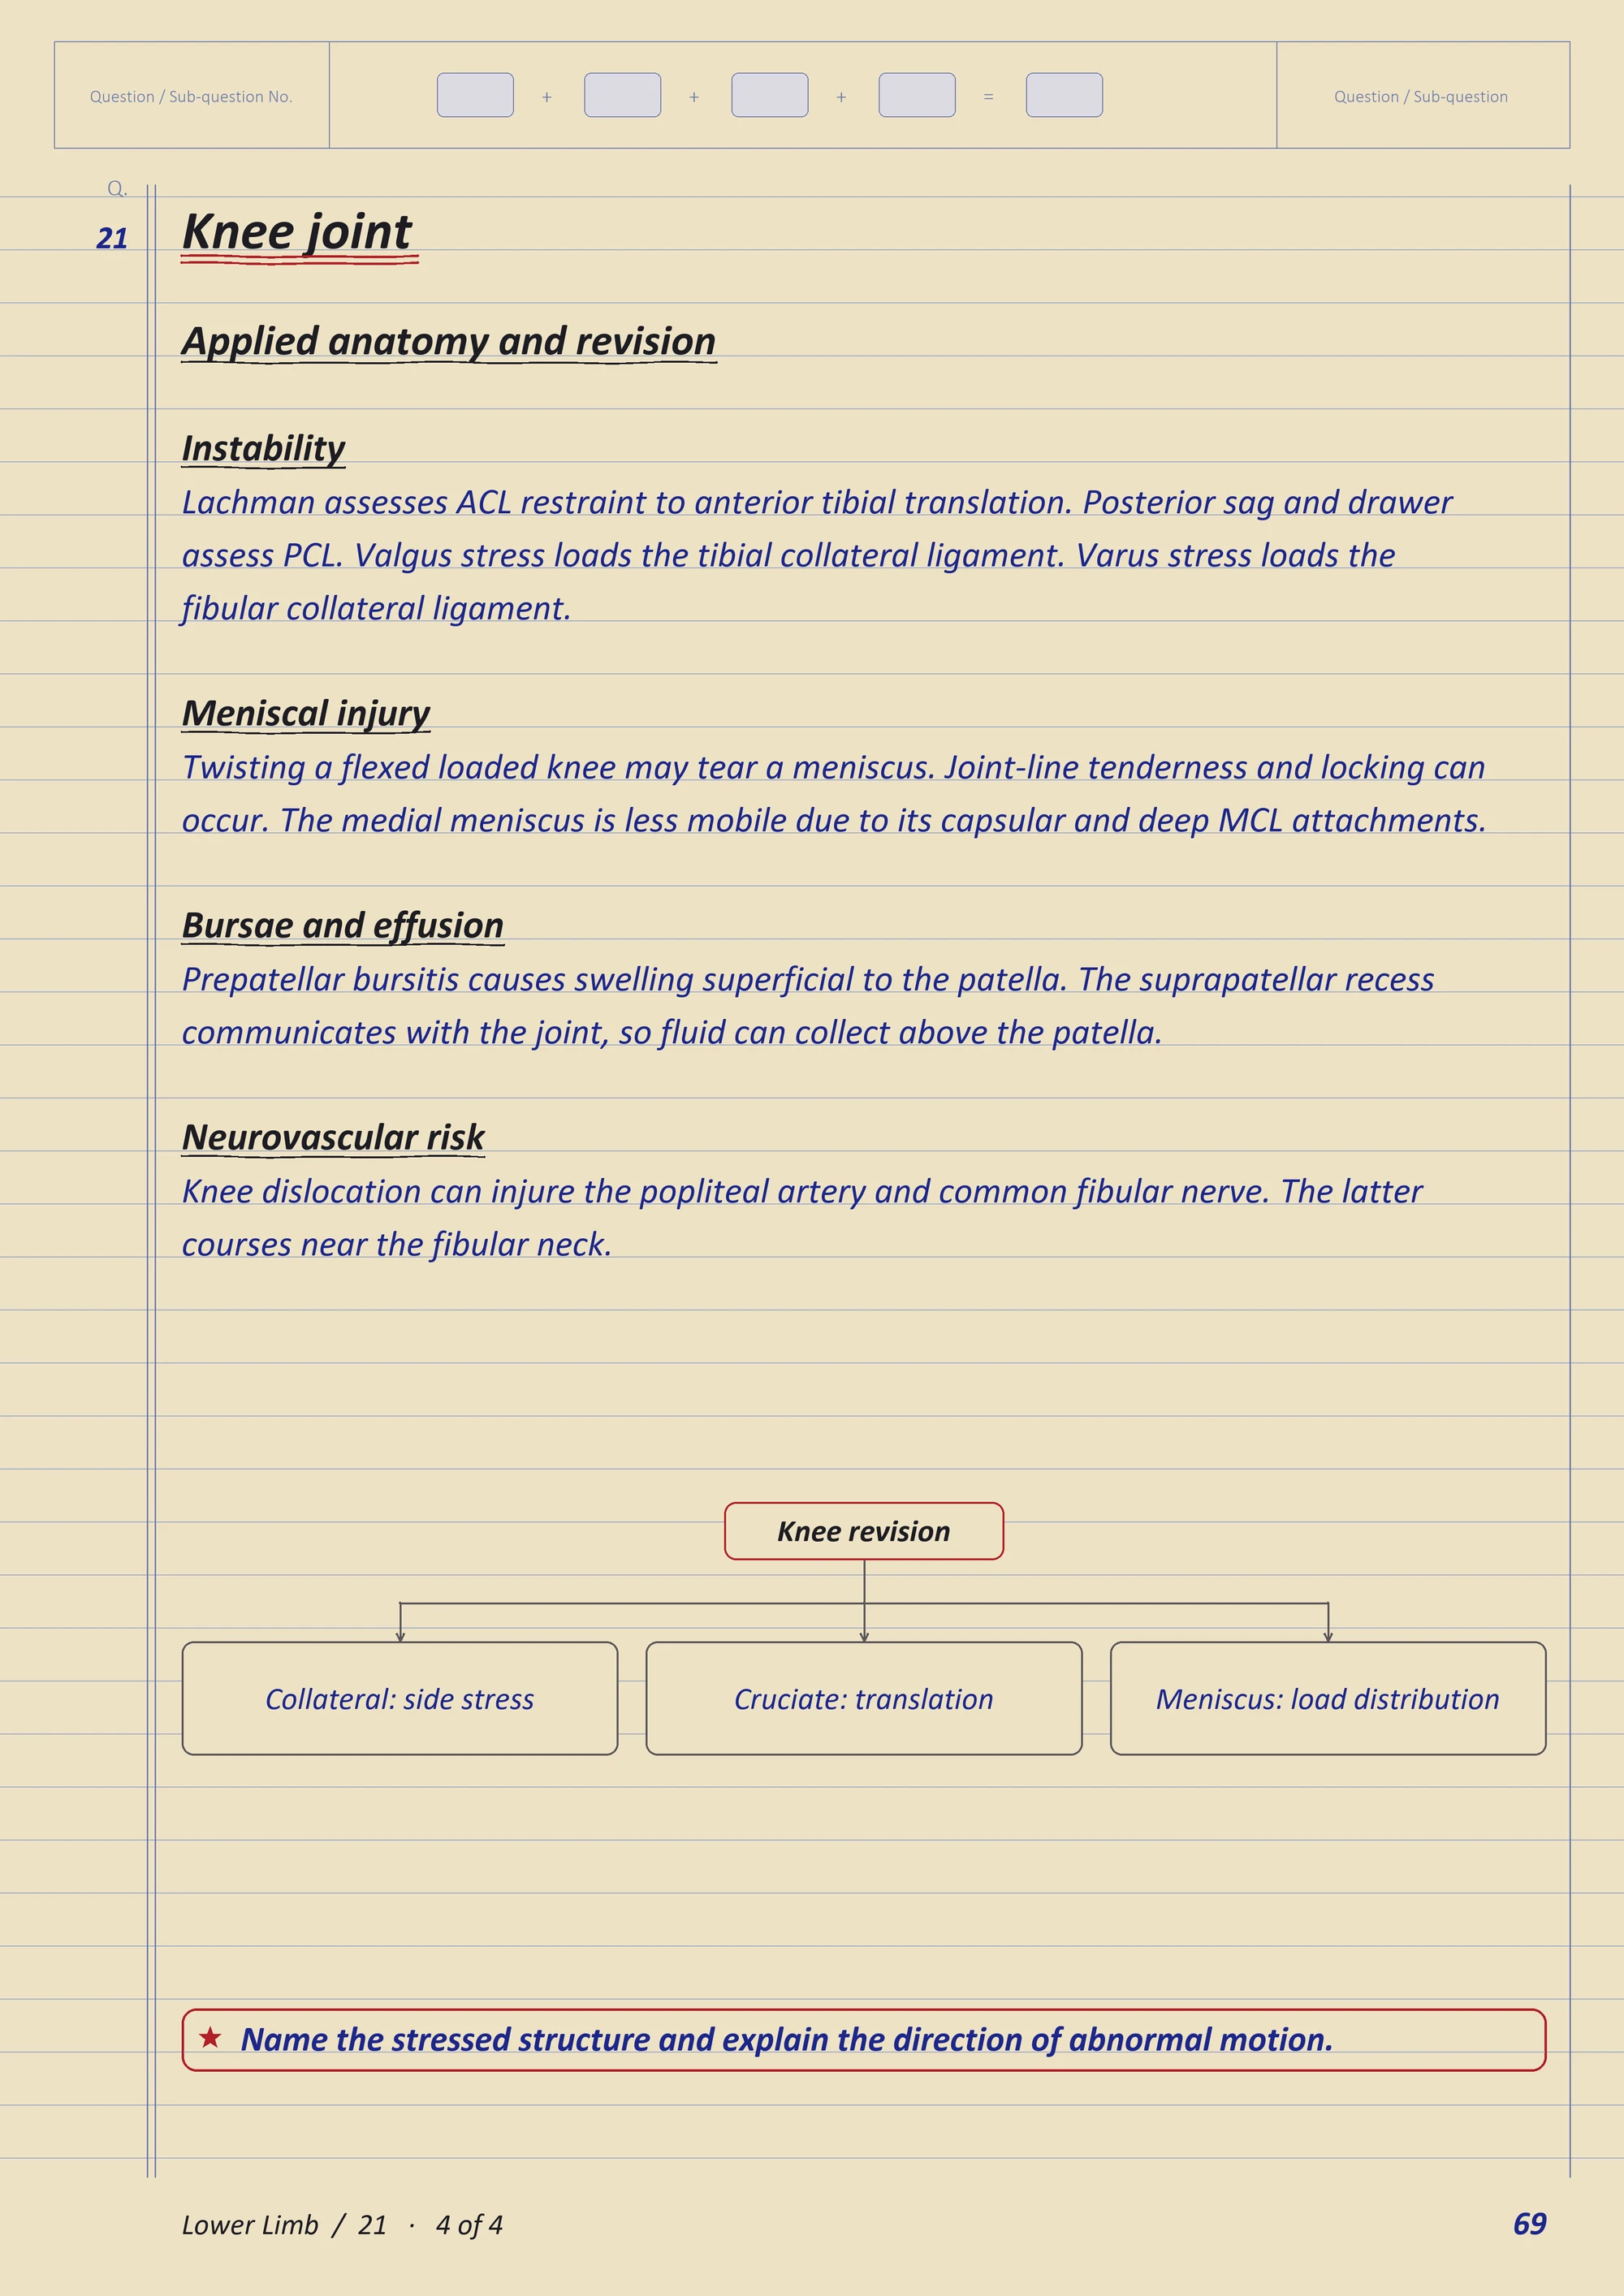 Question / Sub-question No.
+ + + =
Question / Sub-question
Q.
21
Knee joint
Applied anatomy and revision
Instability
Lachman assesses ACL restraint to anterior tibial translation. Posterior sag and drawer
assess PCL. Valgus stress loads the tibial collateral ligament. Varus stress loads the
fibular collateral ligament.
Meniscal injury
Twisting a flexed loaded knee may tear a meniscus. Joint-line tenderness and locking can
occur. The medial meniscus is less mobile due to its capsular and deep MCL attachments.
Bursae and effusion
Prepatellar bursitis causes swelling superficial to the patella. The suprapatellar recess
communicates with the joint, so fluid can collect above the patella.
Neurovascular risk
Knee dislocation can injure the popliteal artery and common fibular nerve. The latter
courses near the fibular neck.
Knee revision
Collateral: side stress
Cruciate: translation
Meniscus: load distribution
★ Name the stressed structure and explain the direction of abnormal motion.
Lower Limb / 21 · 4 of 4
69